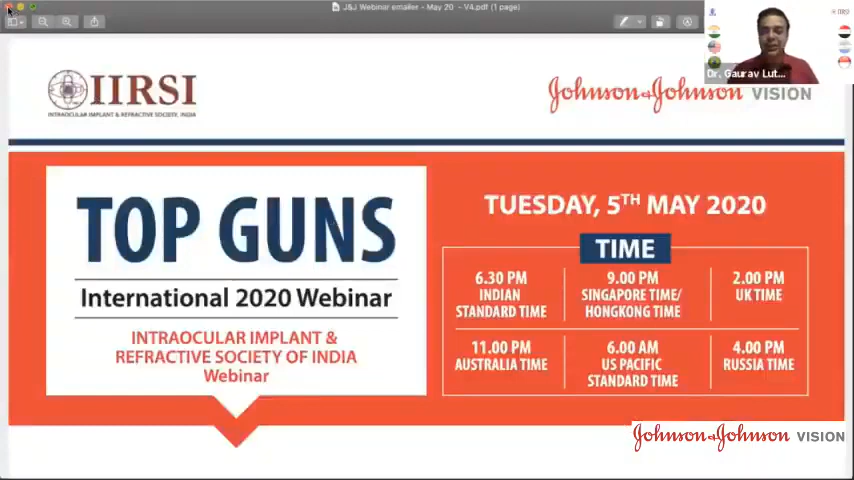 J&J Webinar emailer - May 20 - V4.pdf (1 page)
IIRSI
Dr. Gaurav Lut...
IIRSI
INTRAOCULAR IMPLANT & REFRACTIVE SOCIETY, INDIA
Johnson & Johnson VISION
TOP GUNS
International 2020 Webinar
INTRAOCULAR IMPLANT &
REFRACTIVE SOCIETY OF INDIA
Webinar
TUESDAY, 5TH MAY 2020
TIME
6.30 PM
INDIAN
STANDARD TIME
9.00 PM
SINGAPORE TIME/
HONGKONG TIME
2.00 PM
UK TIME
11.00 PM
AUSTRALIA TIME
6.00 AM
US PACIFIC
STANDARD TIME
4.00 PM
RUSSIA TIME
Johnson & Johnson VISION